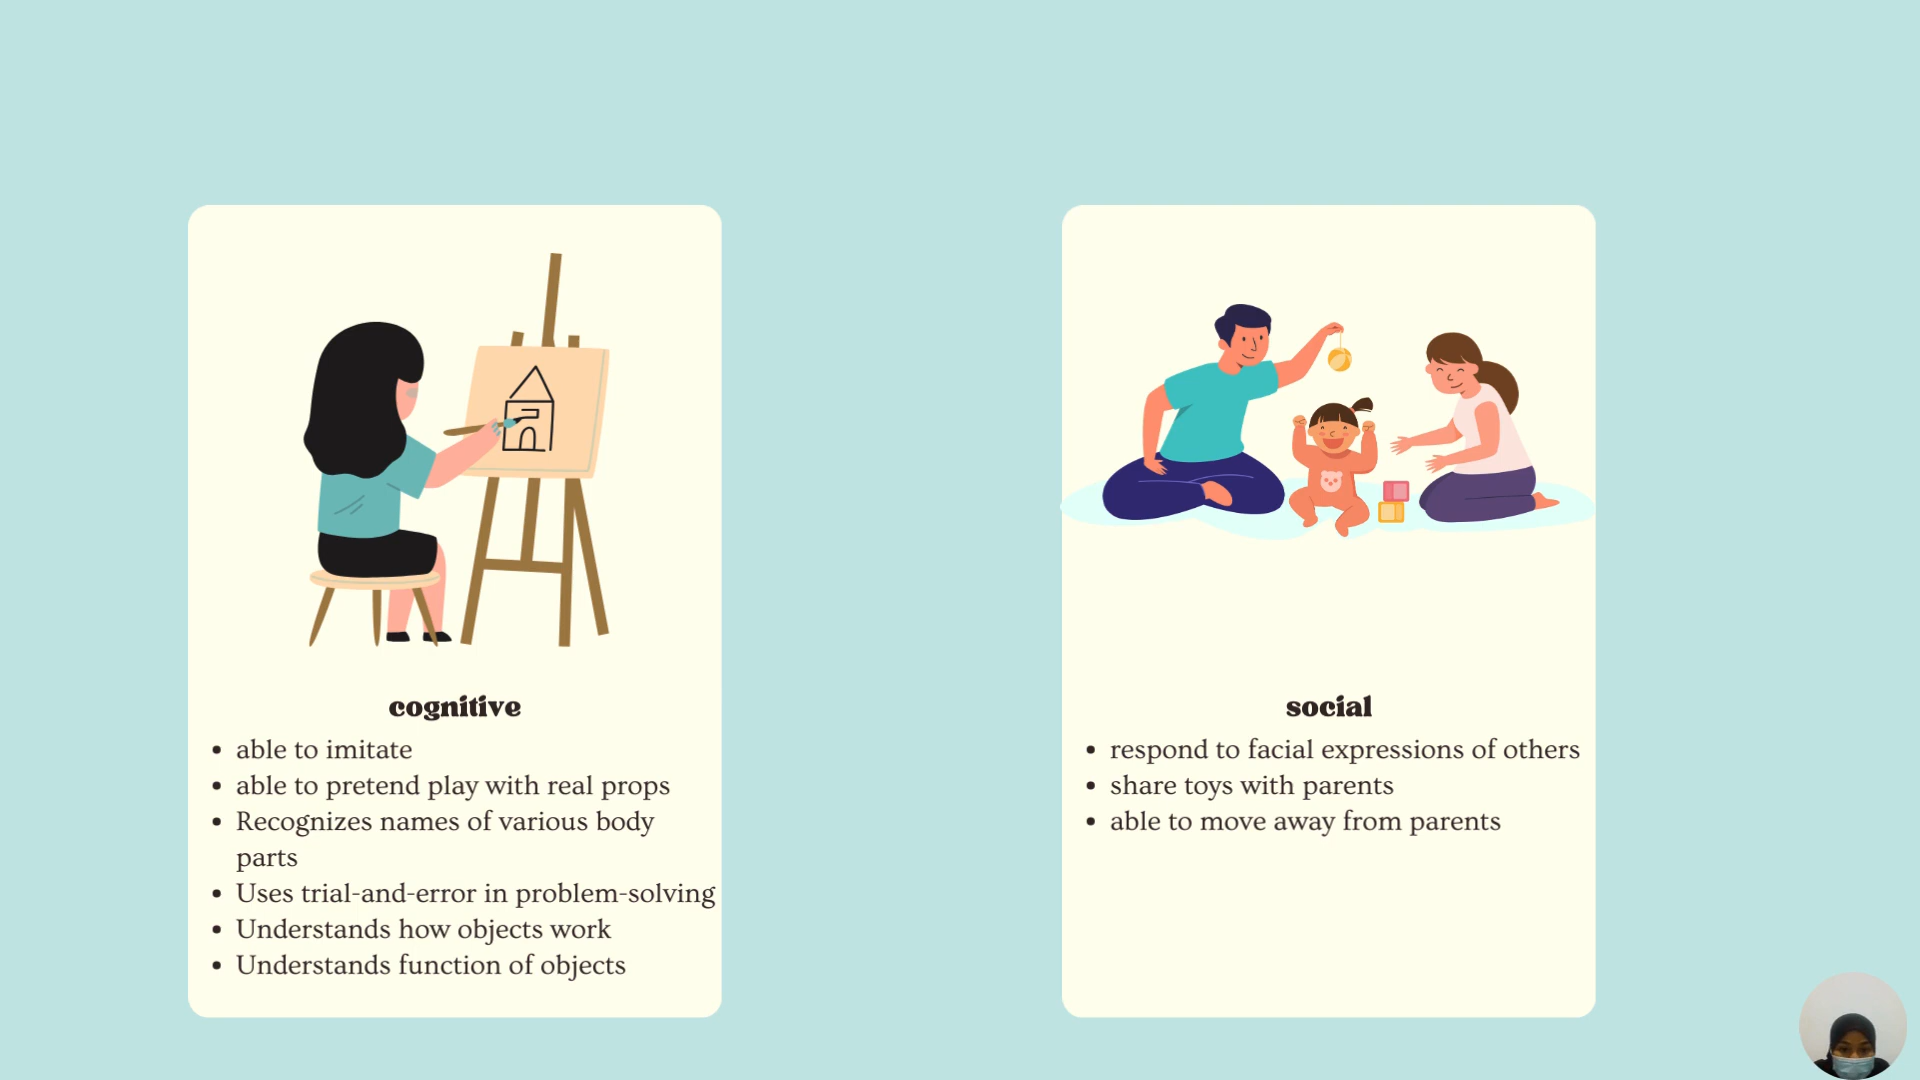 cognitive
• able to imitate
• able to pretend play with real props
• Recognizes names of various body
parts
• Uses trial-and-error in problem-solving
• Understands how objects work
• Understands function of objects
social
• respond to facial expressions of others
• share toys with parents
• able to move away from parents